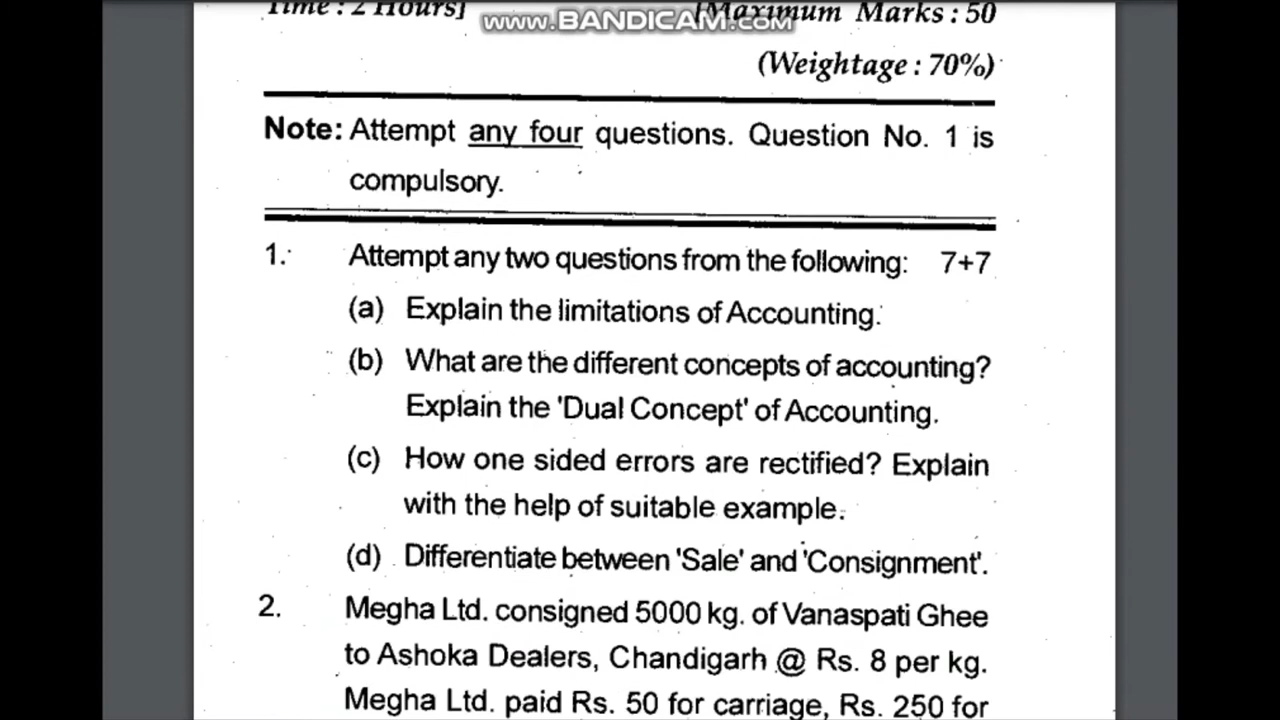 Time : 2 Hours]
www.BANDICAM.com
[Maximum Marks : 50
(Weightage : 70%)
Note: Attempt any four questions. Question No. 1 is
compulsory.
1. Attempt any two questions from the following: 7+7
(a) Explain the limitations of Accounting.
(b) What are the different concepts of accounting?
Explain the 'Dual Concept' of Accounting.
(c) How one sided errors are rectified? Explain
with the help of suitable example.
(d) Differentiate between 'Sale' and 'Consignment'.
2. Megha Ltd. consigned 5000 kg. of Vanaspati Ghee
to Ashoka Dealers, Chandigarh @ Rs. 8 per kg.
Megha Ltd. paid Rs. 50 for carriage, Rs. 250 for